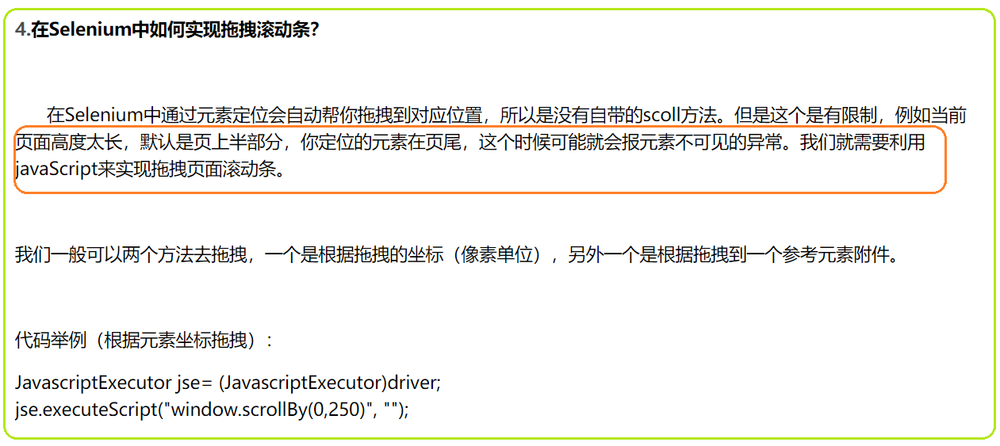 4.在Selenium中如何实现拖拽滚动条？
在Selenium中通过元素定位会自动帮你拖拽到对应位置，所以是没有自带的scoll方法。但是这个是有限制，例如当前
页面高度太长，默认是页上半部分，你定位的元素在页尾，这个时候可能就会报元素不可见的异常。我们就需要利用
javaScript来实现拖拽页面滚动条。
我们一般可以两个方法去拖拽，一个是根据拖拽的坐标（像素单位），另外一个是根据拖拽到一个参考元素附件。
代码举例（根据元素坐标拖拽）：
JavascriptExecutor jse= (JavascriptExecutor)driver;
jse.executeScript("window.scrollBy(0,250)", "");